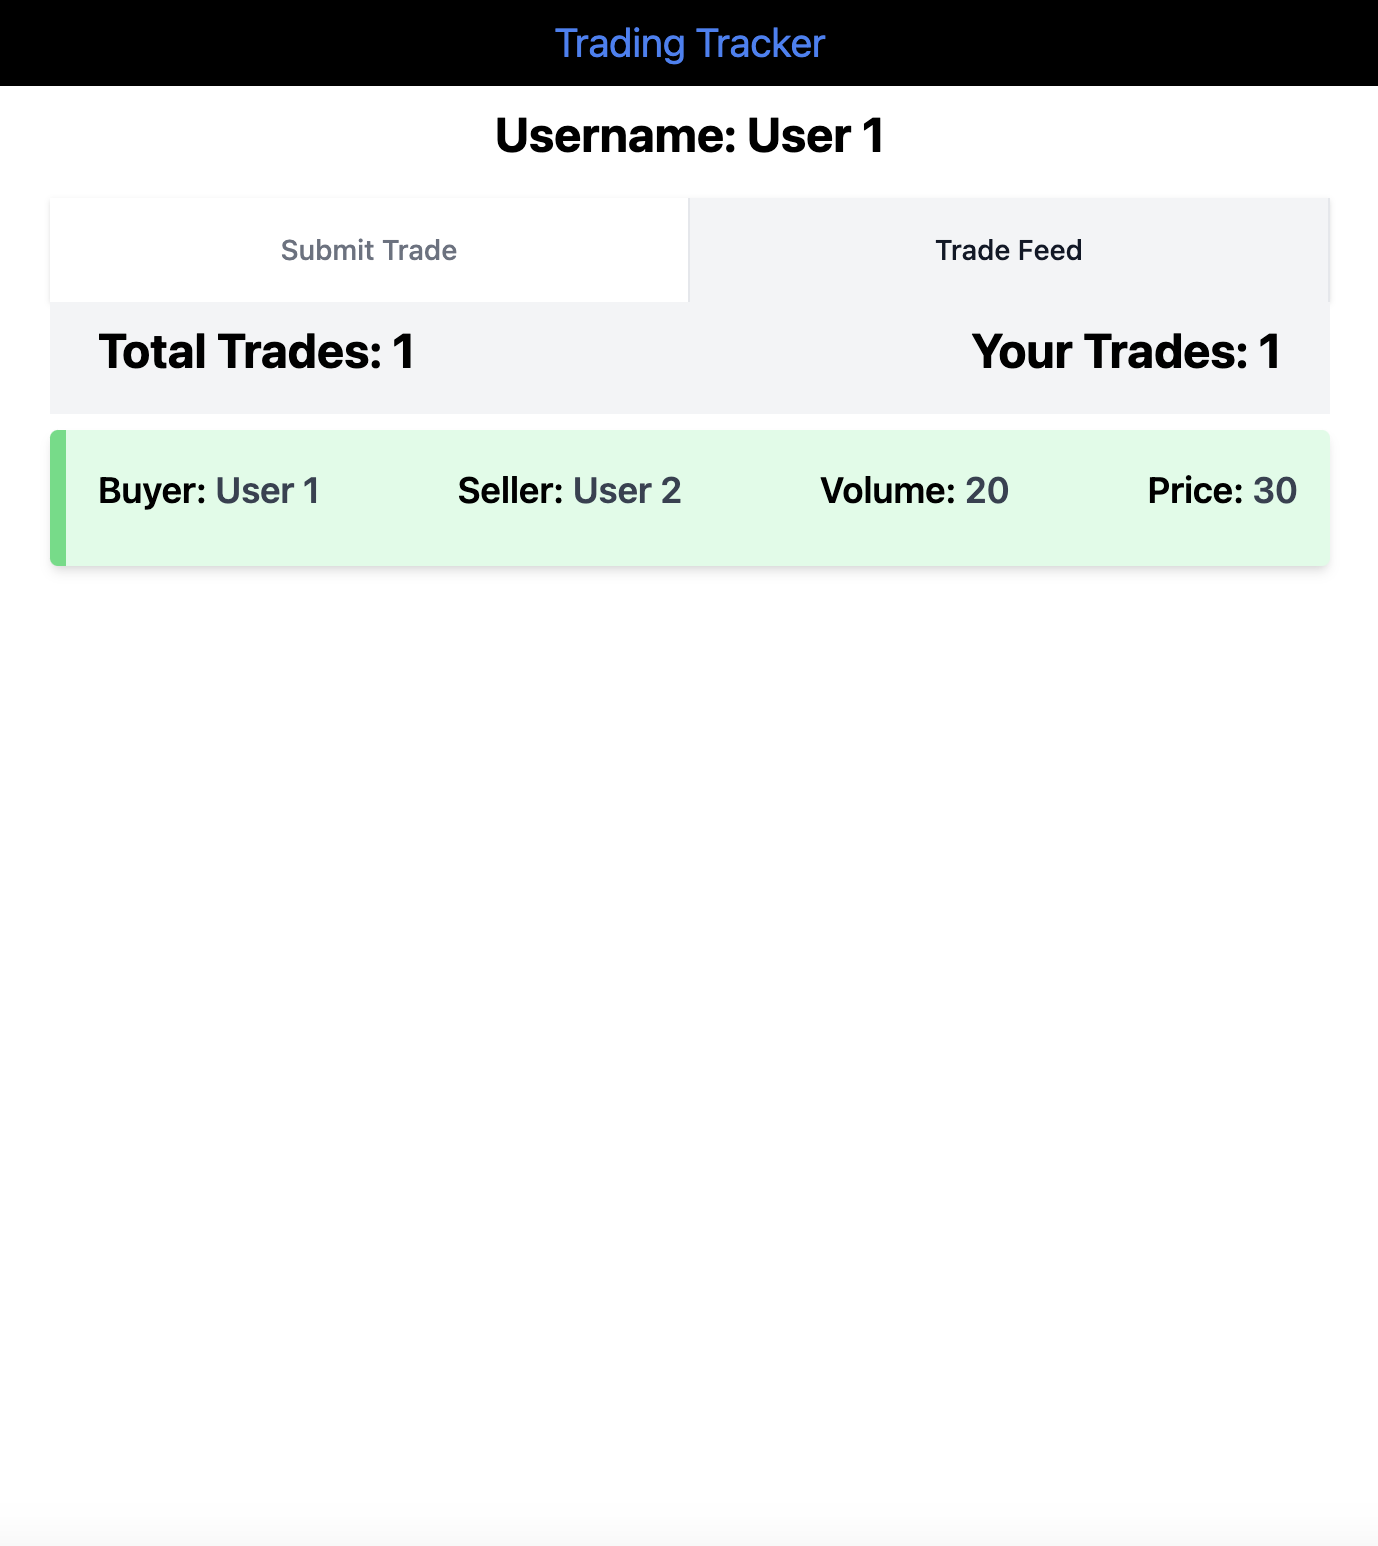 Trading Tracker
Username: User 1
Submit Trade Trade Feed
Total Trades: 1 Your Trades: 1
Buyer: User 1 Seller: User 2 Volume: 20 Price: 30